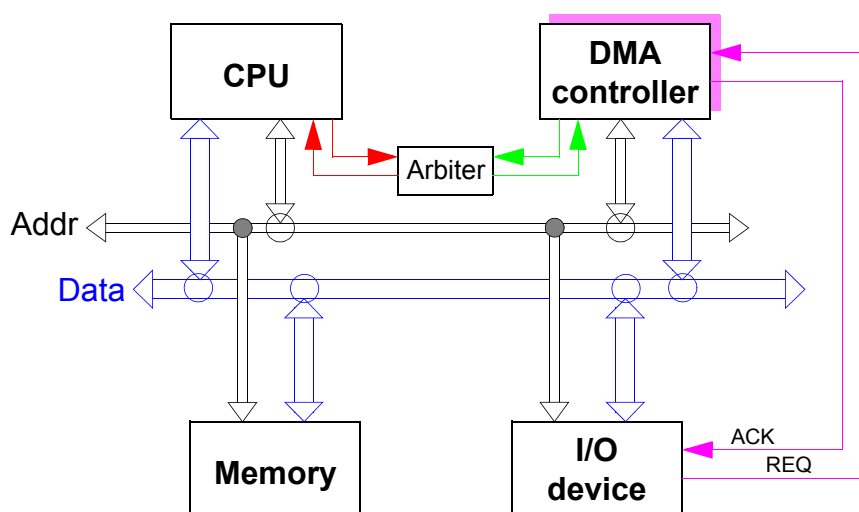 CPU
DMA
controller
Arbiter
Addr
Data
Memory
I/O
device
ACK
REQ